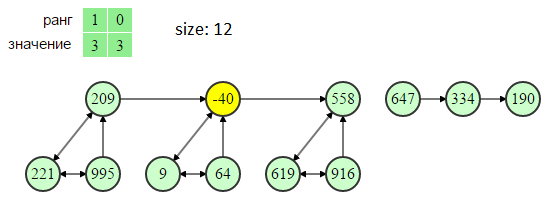 ранг 1 0
size: 12
значение 3 3
209 -40 558 647 334 190
221 995 9 64 619 916